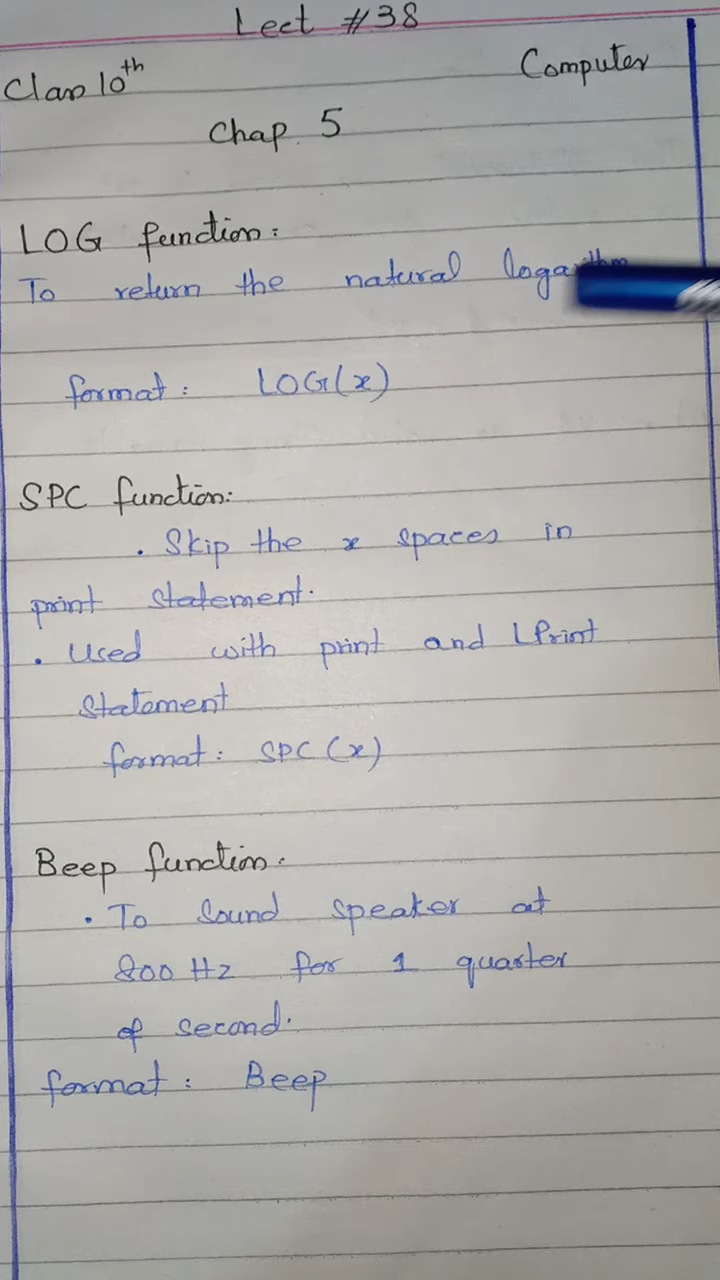 Lect #38
Class 10th Computer
Chap. 5
LOG function:
To return the natural logarithm
format: LOG(x)
SPC function:
. Skip the x spaces in
print statement.
. Used with print and LPrint
Statement
format: SPC (x)
Beep function.
. To Sound speaker at
800 Hz for 1 quarter
of second.
format: Beep